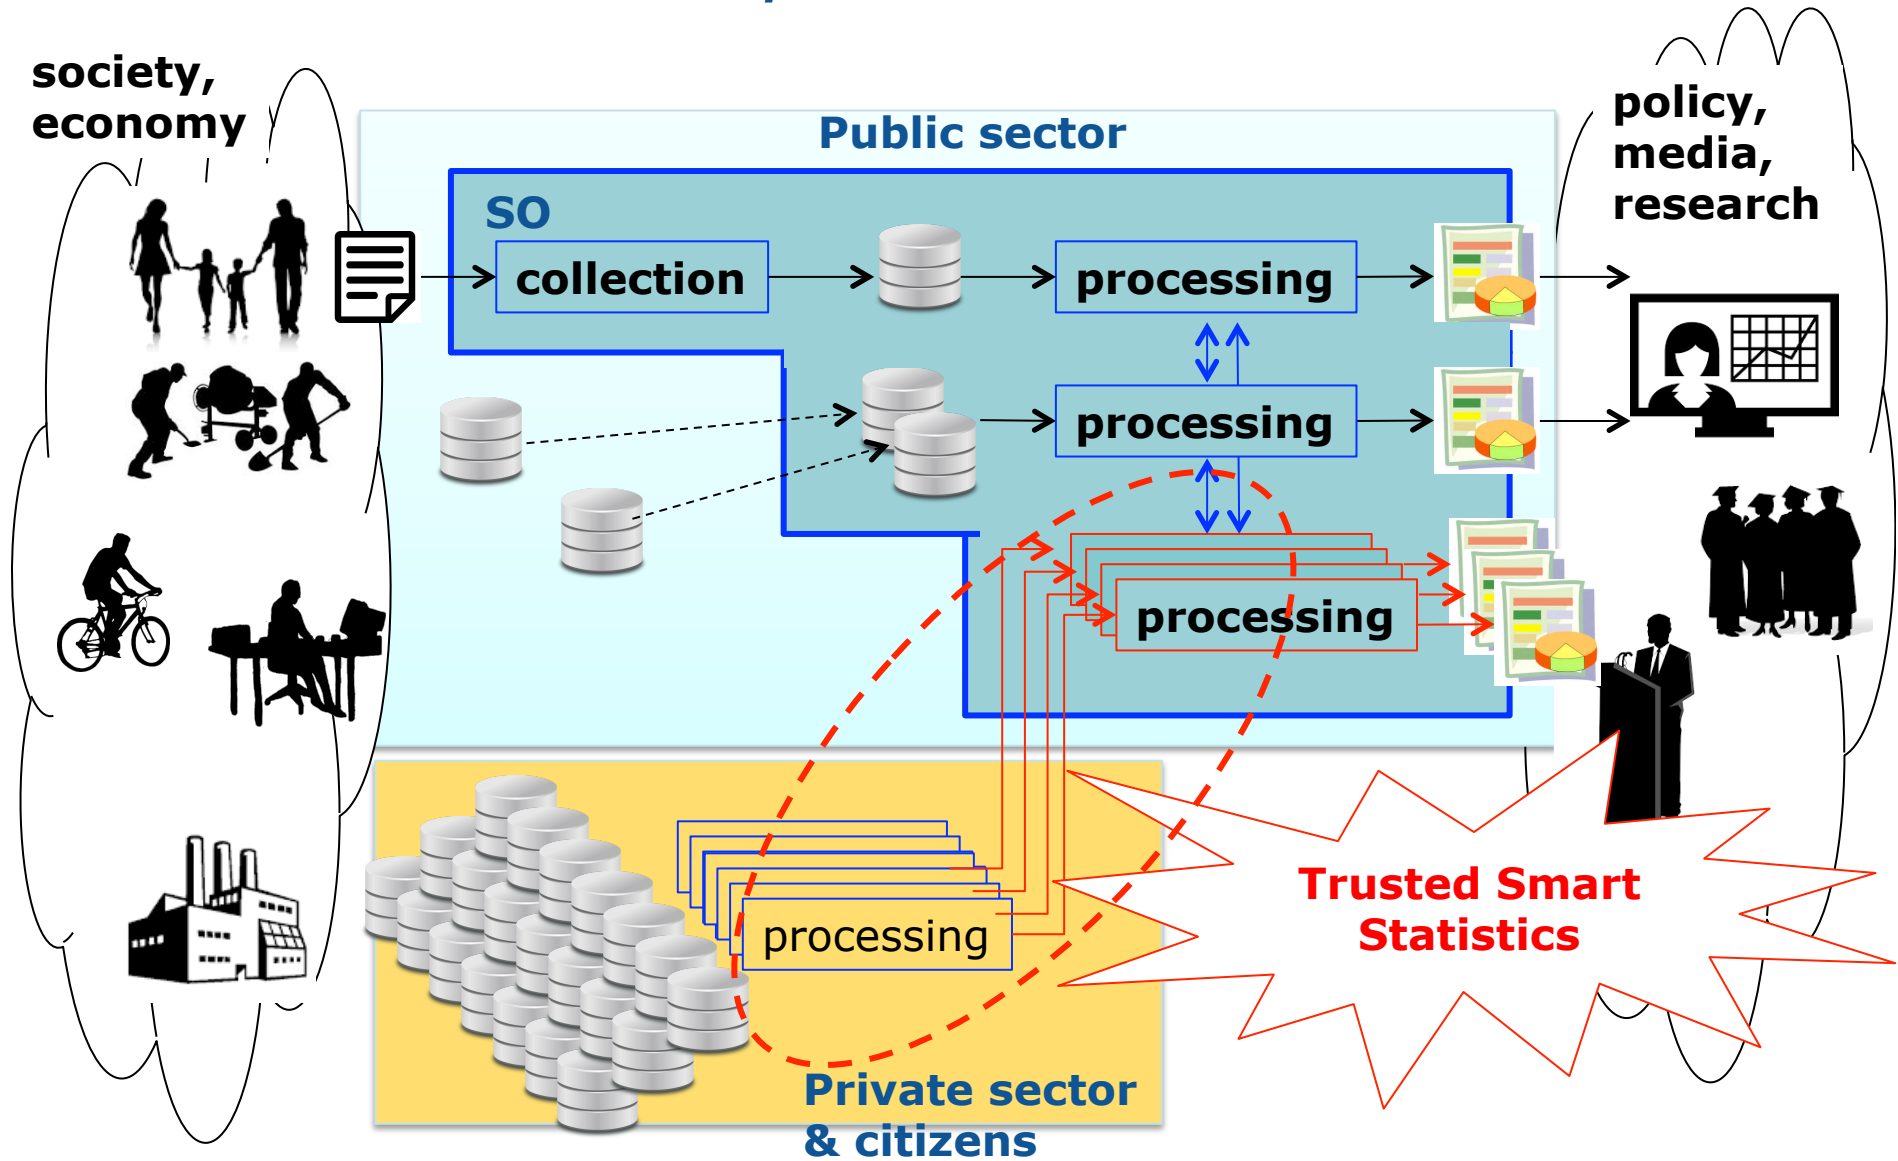 society,
economy
Public sector
policy,
media,
research
SO
collection
processing
processing
processing
processing
Trusted Smart
Statistics
Private sector
& citizens